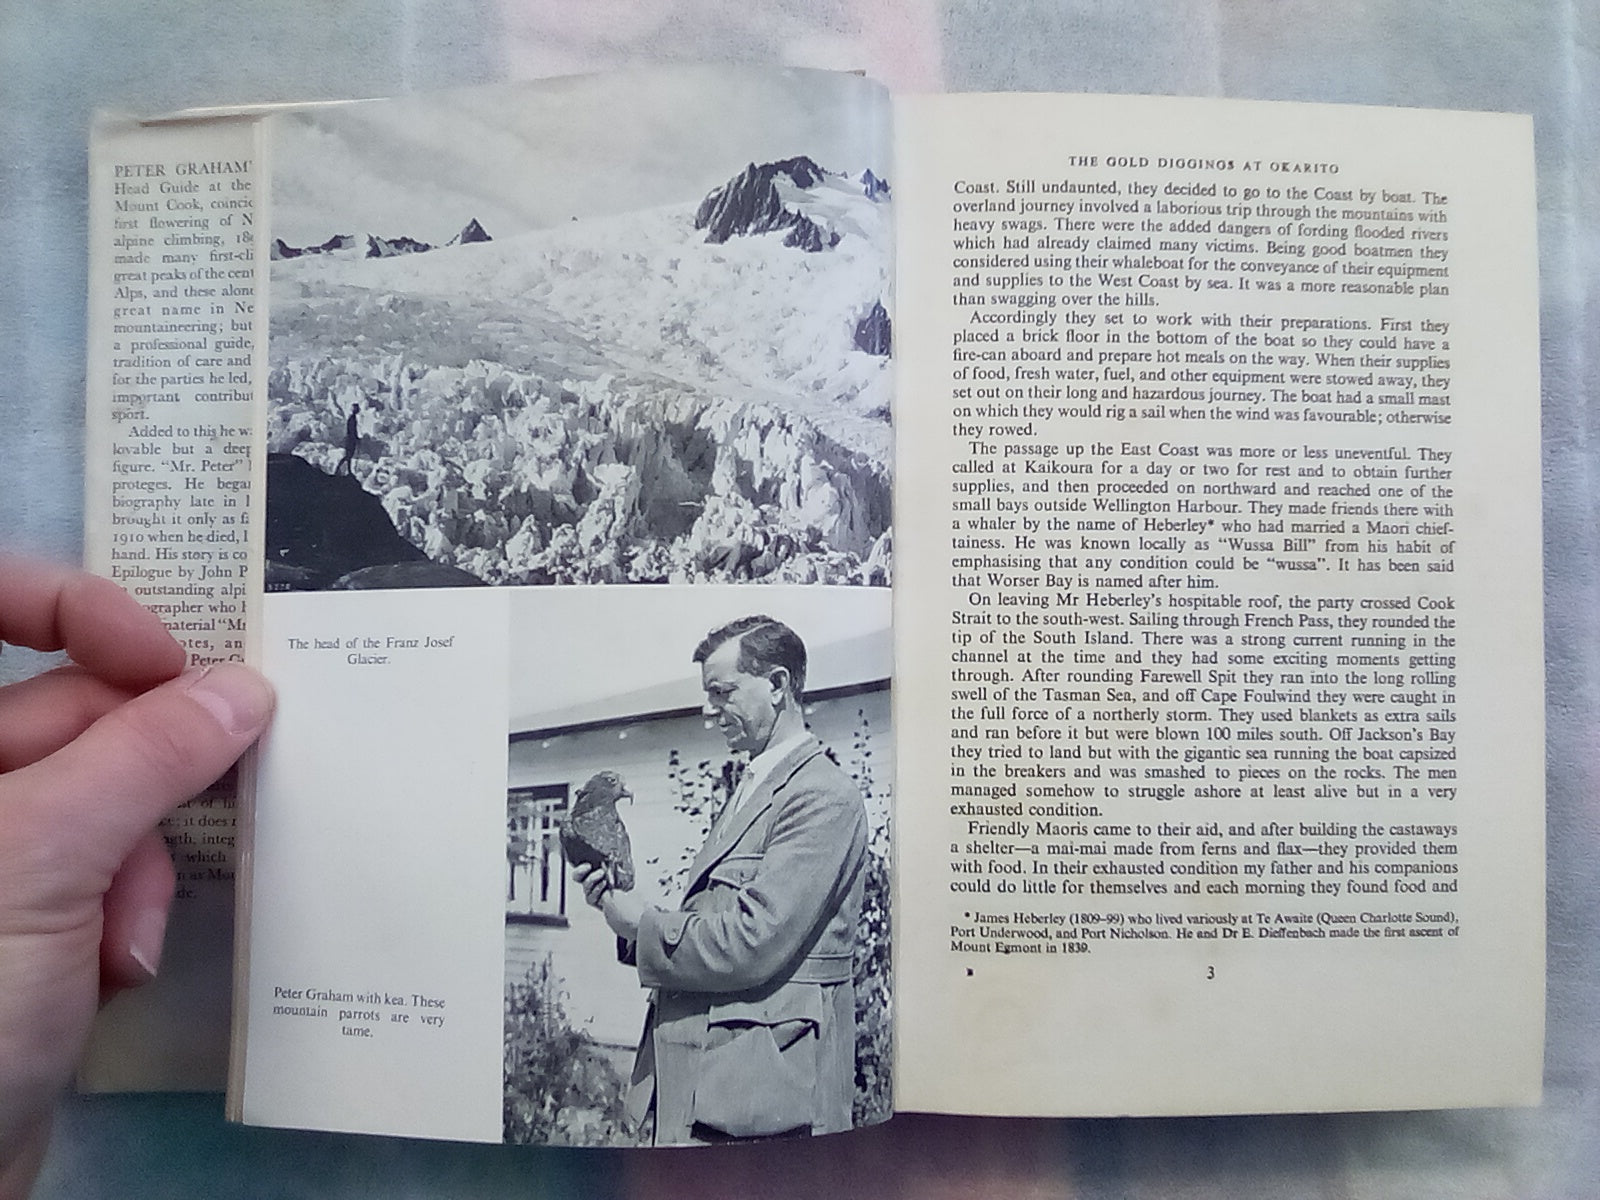 PETER GRAHAM'
Head Guide at the
Mount Cook, coincid
first flowering of N
alpine climbing, 18
made many first-cli
great peaks of the cent
Alps, and these alone
great name in Ne
mountaineering; but
a professional guide,
tradition of care and
for the parties he led,
important contribut
sport.
Added to this he w
lovable but a deep
figure. "Mr. Peter"
proteges. He began
biography late in l
brought it only as fa
1910 when he died, l
hand. His story is co
Epilogue by John P
outstanding alpi
ographer who h
material "Mr
otes, an
Peter G
of hi
it does n
gth, integ
which
n as Mou
de.
The head of the Franz Josef
Glacier.
Peter Graham with kea. These
mountain parrots are very
tame.
THE GOLD DIGGINGS AT OKARITO
Coast. Still undaunted, they decided to go to the Coast by boat. The
overland journey involved a laborious trip through the mountains with
heavy swags. There were the added dangers of fording flooded rivers
which had already claimed many victims. Being good boatmen they
considered using their whaleboat for the conveyance of their equipment
and supplies to the West Coast by sea. It was a more reasonable plan
than swagging over the hills.
Accordingly they set to work with their preparations. First they
placed a brick floor in the bottom of the boat so they could have a
fire-can aboard and prepare hot meals on the way. When their supplies
of food, fresh water, fuel, and other equipment were stowed away, they
set out on their long and hazardous journey. The boat had a small mast
on which they would rig a sail when the wind was favourable; otherwise
they rowed.
The passage up the East Coast was more or less uneventful. They
called at Kaikoura for a day or two for rest and to obtain further
supplies, and then proceeded on northward and reached one of the
small bays outside Wellington Harbour. They made friends there with
a whaler by the name of Heberley* who had married a Maori chief-
tainess. He was known locally as "Wussa Bill" from his habit of
emphasising that any condition could be "wussa". It has been said
that Worser Bay is named after him.
On leaving Mr Heberley's hospitable roof, the party crossed Cook
Strait to the south-west. Sailing through French Pass, they rounded the
tip of the South Island. There was a strong current running in the
channel at the time and they had some exciting moments getting
through. After rounding Farewell Spit they ran into the long rolling
swell of the Tasman Sea, and off Cape Foulwind they were caught in
the full force of a northerly storm. They used blankets as extra sails
and ran before it but were blown 100 miles south. Off Jackson's Bay
they tried to land but with the gigantic sea running the boat capsized
in the breakers and was smashed to pieces on the rocks. The men
managed somehow to struggle ashore at least alive but in a very
exhausted condition.
Friendly Maoris came to their aid, and after building the castaways
a shelter—a mai-mai made from ferns and flax—they provided them
with food. In their exhausted condition my father and his companions
could do little for themselves and each morning they found food and
* James Heberley (1809–99) who lived variously at Te Awaite (Queen Charlotte Sound),
Port Underwood, and Port Nicholson. He and Dr E. Dieffenbach made the first ascent of
Mount Egmont in 1839.
3